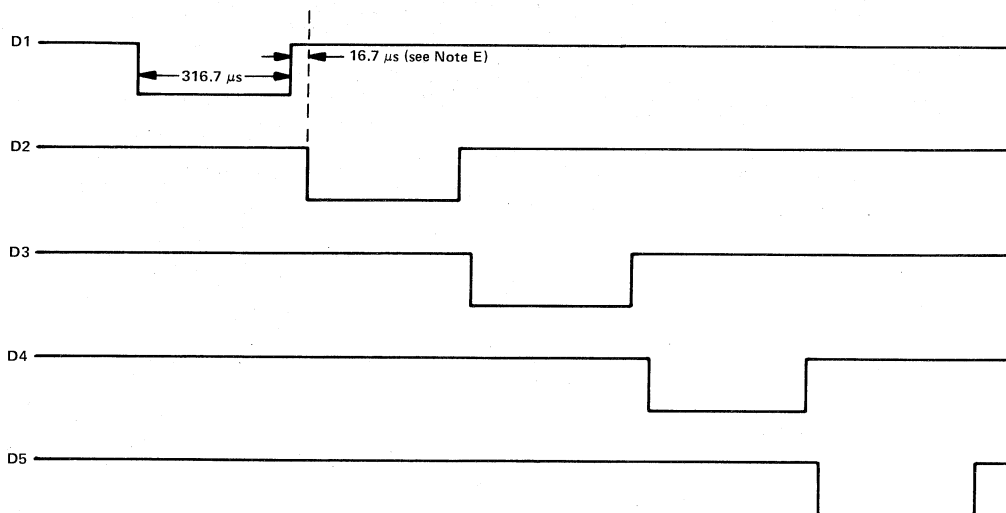 D1
16.7 μs (see Note E)
316.7 μs
D2
D3
D4
D5